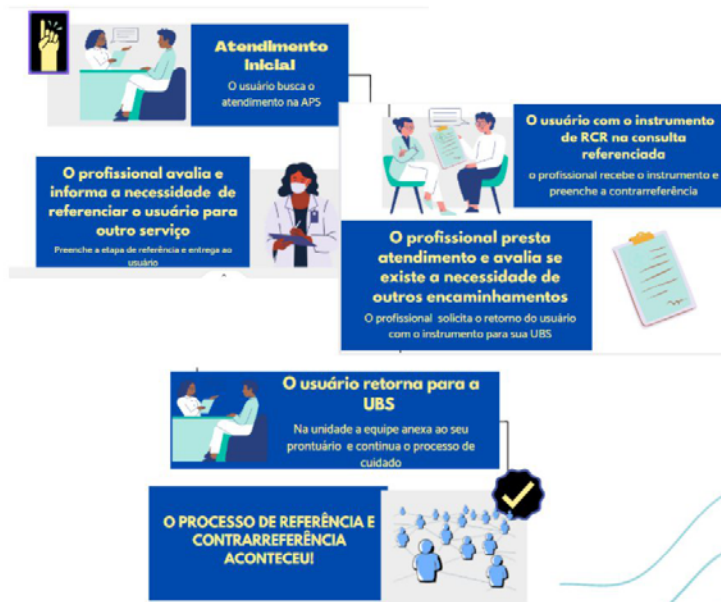 Atendimento
inicial
O usuário busca o
atendimento na APS
O profissional avalia e
informa a necessidade de
referenciar o usuário para
outro serviço
Preenche a etapa de referência e entrega ao
usuário
O usuário com o instrumento
de RCR na consulta
referenciada
o profissional recebe o instrumento e
preenche a contrarreferência
O profissional presta
atendimento e avalia se
existe a necessidade de
outros encaminhamentos
O profissional solicita o retorno do usuário
com o instrumento para sua UBS
O usuário retorna para a
UBS
Na unidade a equipe anexa ao seu
prontuário e continua o processo de
cuidado
O PROCESSO DE REFERÊNCIA E
CONTRARREFERÊNCIA
ACONTECEU!